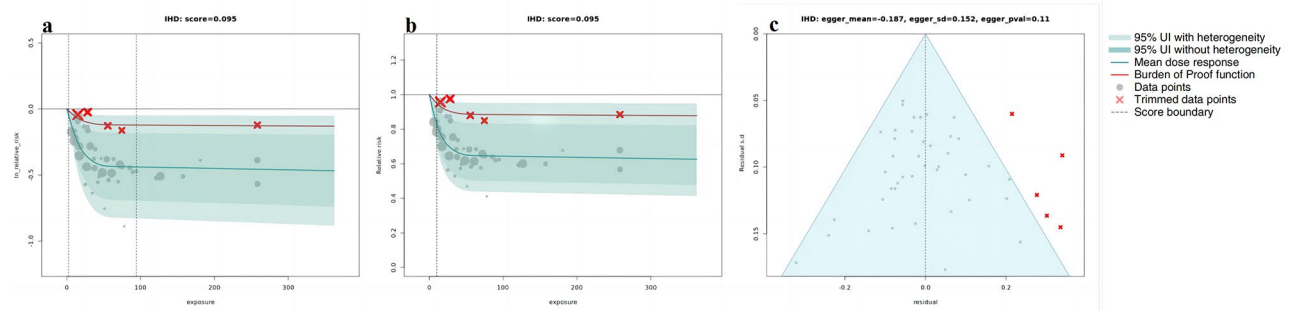 a
IHD: score=0.095
ln_relative_risk
0.5
0.0
-0.5
-1.0
0
100
200
300
exposure
b
IHD: score=0.095
Relative risk
1.2
1.0
0.8
0.6
0.4
0.2
0.0
0
100
200
300
exposure
c
IHD: egger_mean=-0.187, egger_sd=0.152, egger_pval=0.11
Residual s.d
0.00
0.05
0.10
0.15
-0.2
0.0
0.2
residual
95% UI with heterogeneity
95% UI without heterogeneity
Mean dose response
Burden of Proof function
Data points
Trimmed data points
Score boundary